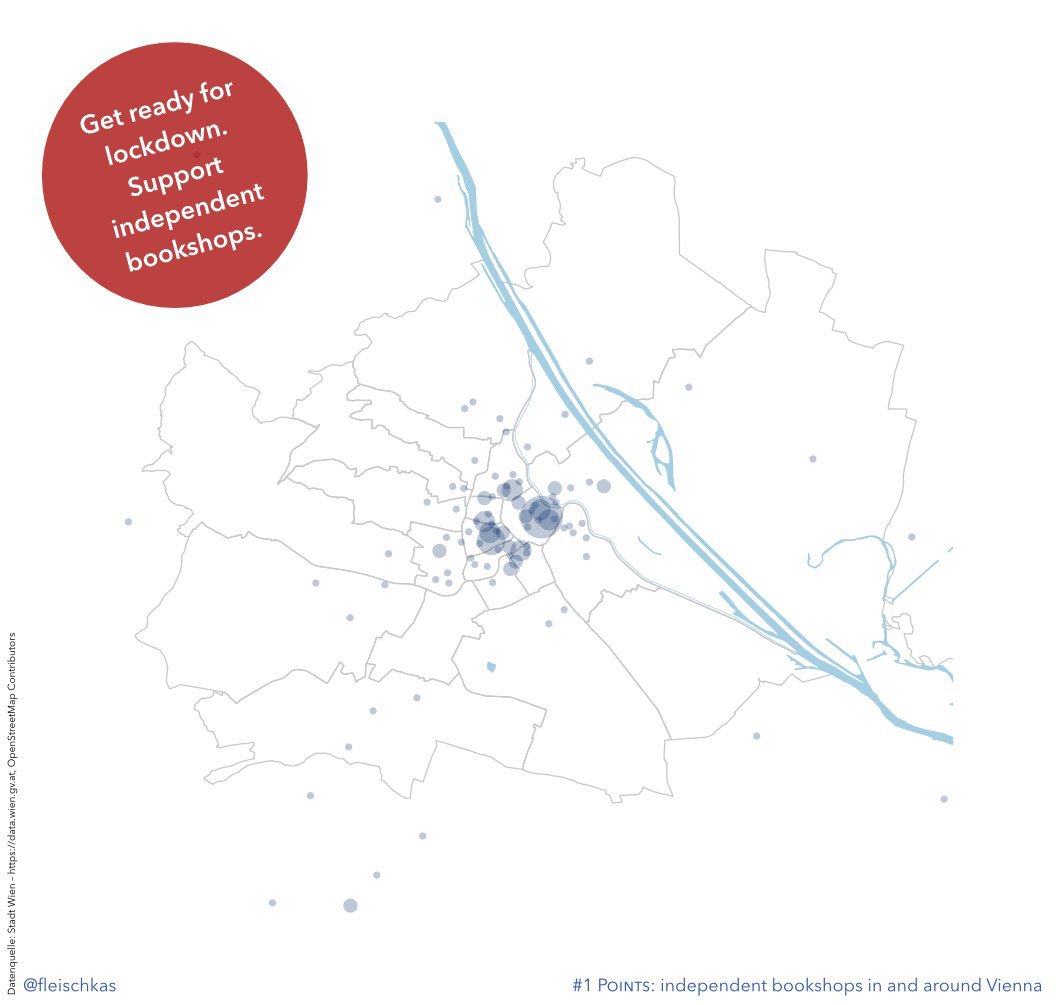 Get ready for
lockdown.
Support
independent
bookshops.
Datenquelle: Stadt Wien – https://data.wien.gv.at, OpenStreetMap Contributors
@fleischkas
#1 Points: independent bookshops in and around Vienna